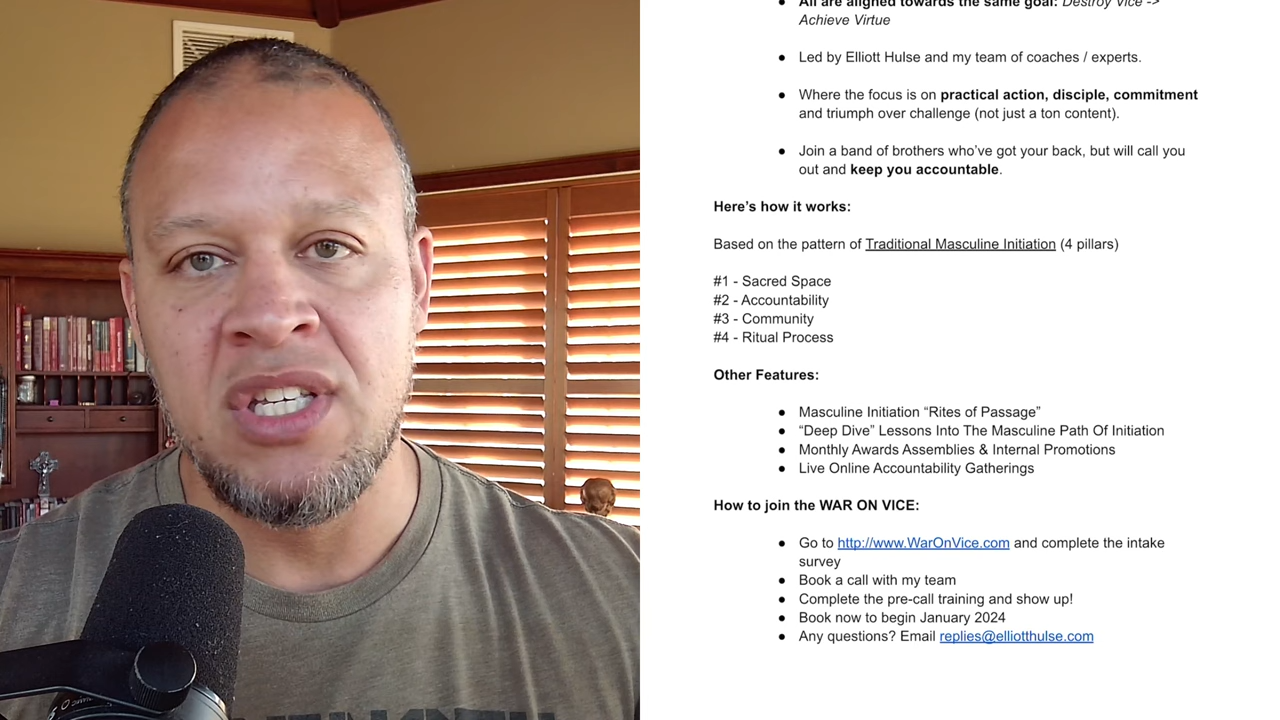 ● All are aligned towards the same goal: Destroy Vice ->
Achieve Virtue
● Led by Elliott Hulse and my team of coaches / experts.
● Where the focus is on practical action, disciple, commitment
and triumph over challenge (not just a ton content).
● Join a band of brothers who’ve got your back, but will call you
out and keep you accountable.
Here’s how it works:
Based on the pattern of Traditional Masculine Initiation (4 pillars)
#1 - Sacred Space
#2 - Accountability
#3 - Community
#4 - Ritual Process
Other Features:
● Masculine Initiation “Rites of Passage”
● “Deep Dive” Lessons Into The Masculine Path Of Initiation
● Monthly Awards Assemblies & Internal Promotions
● Live Online Accountability Gatherings
How to join the WAR ON VICE:
● Go to http://www.WarOnVice.com and complete the intake
survey
● Book a call with my team
● Complete the pre-call training and show up!
● Book now to begin January 2024
● Any questions? Email replies@elliotthulse.com